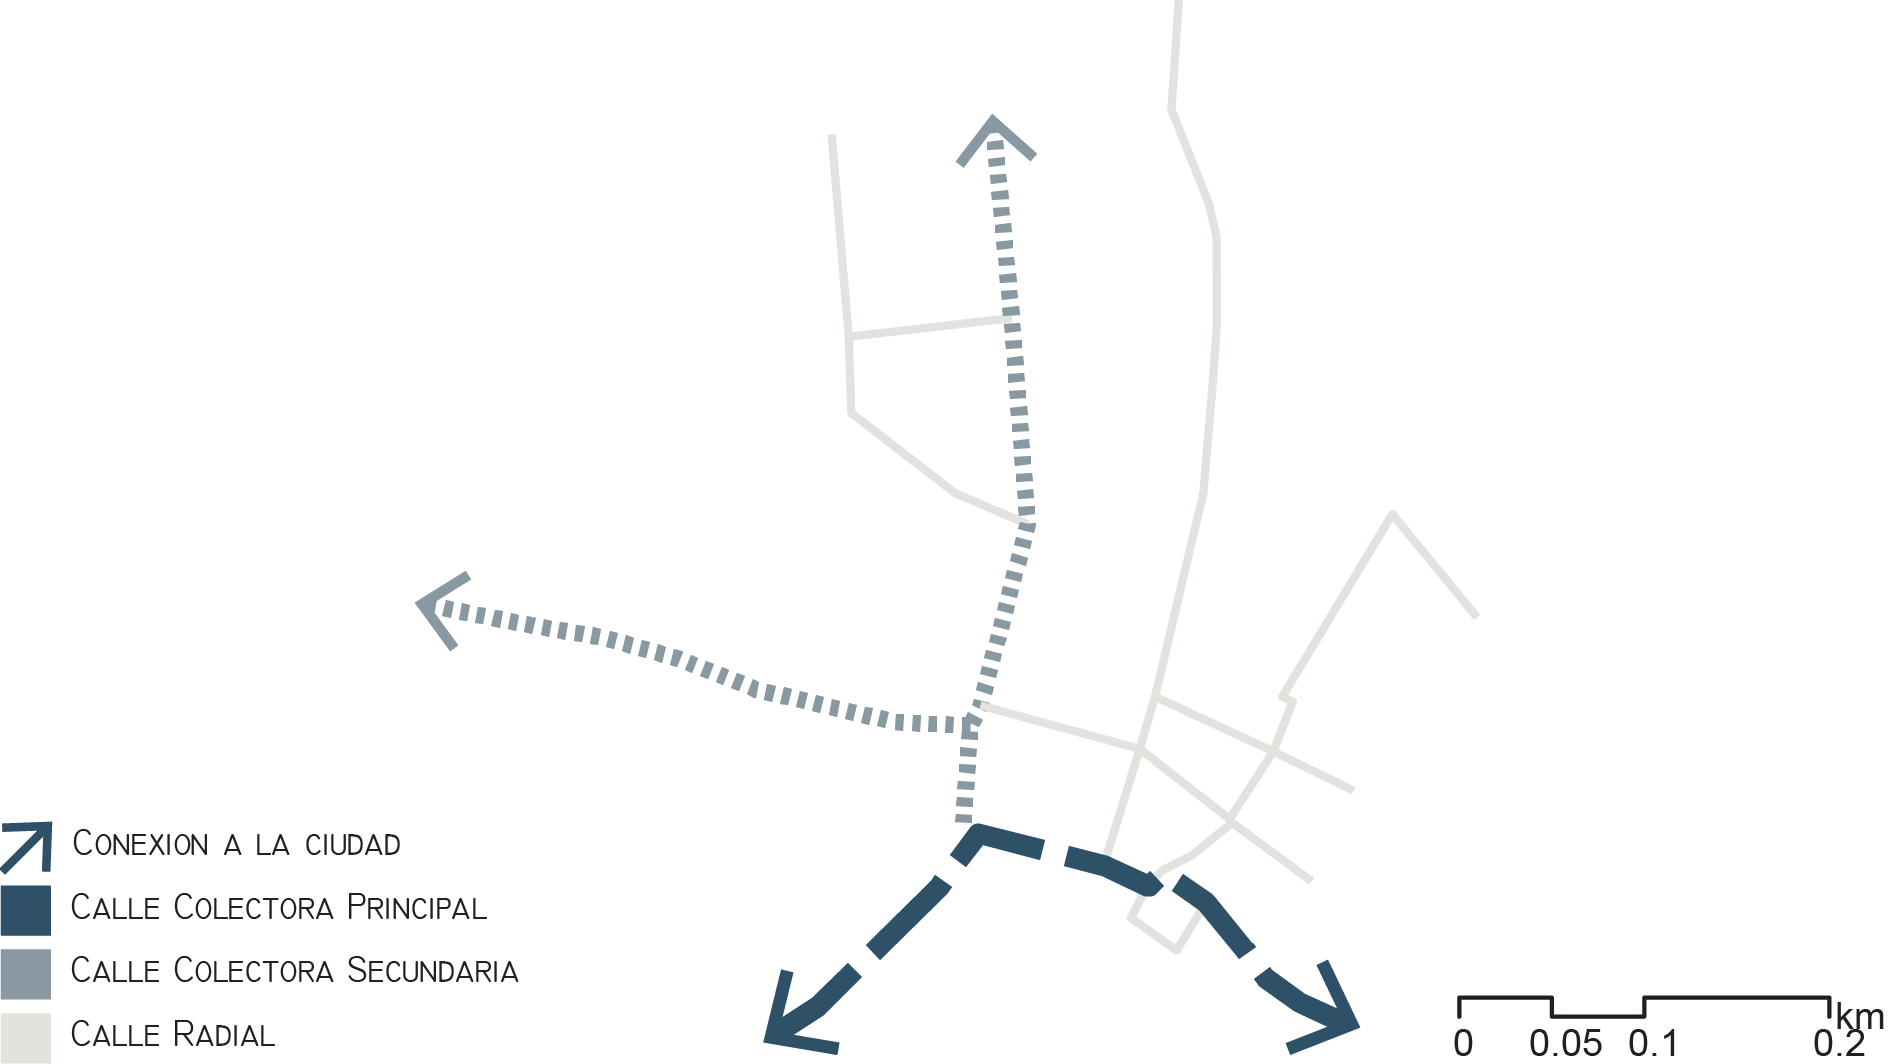 CONEXION A LA CIUDAD
CALLE COLECTORA PRINCIPAL
CALLE COLECTORA SECUNDARIA
CALLE RADIAL
km
0 0.05 0.1 0.2